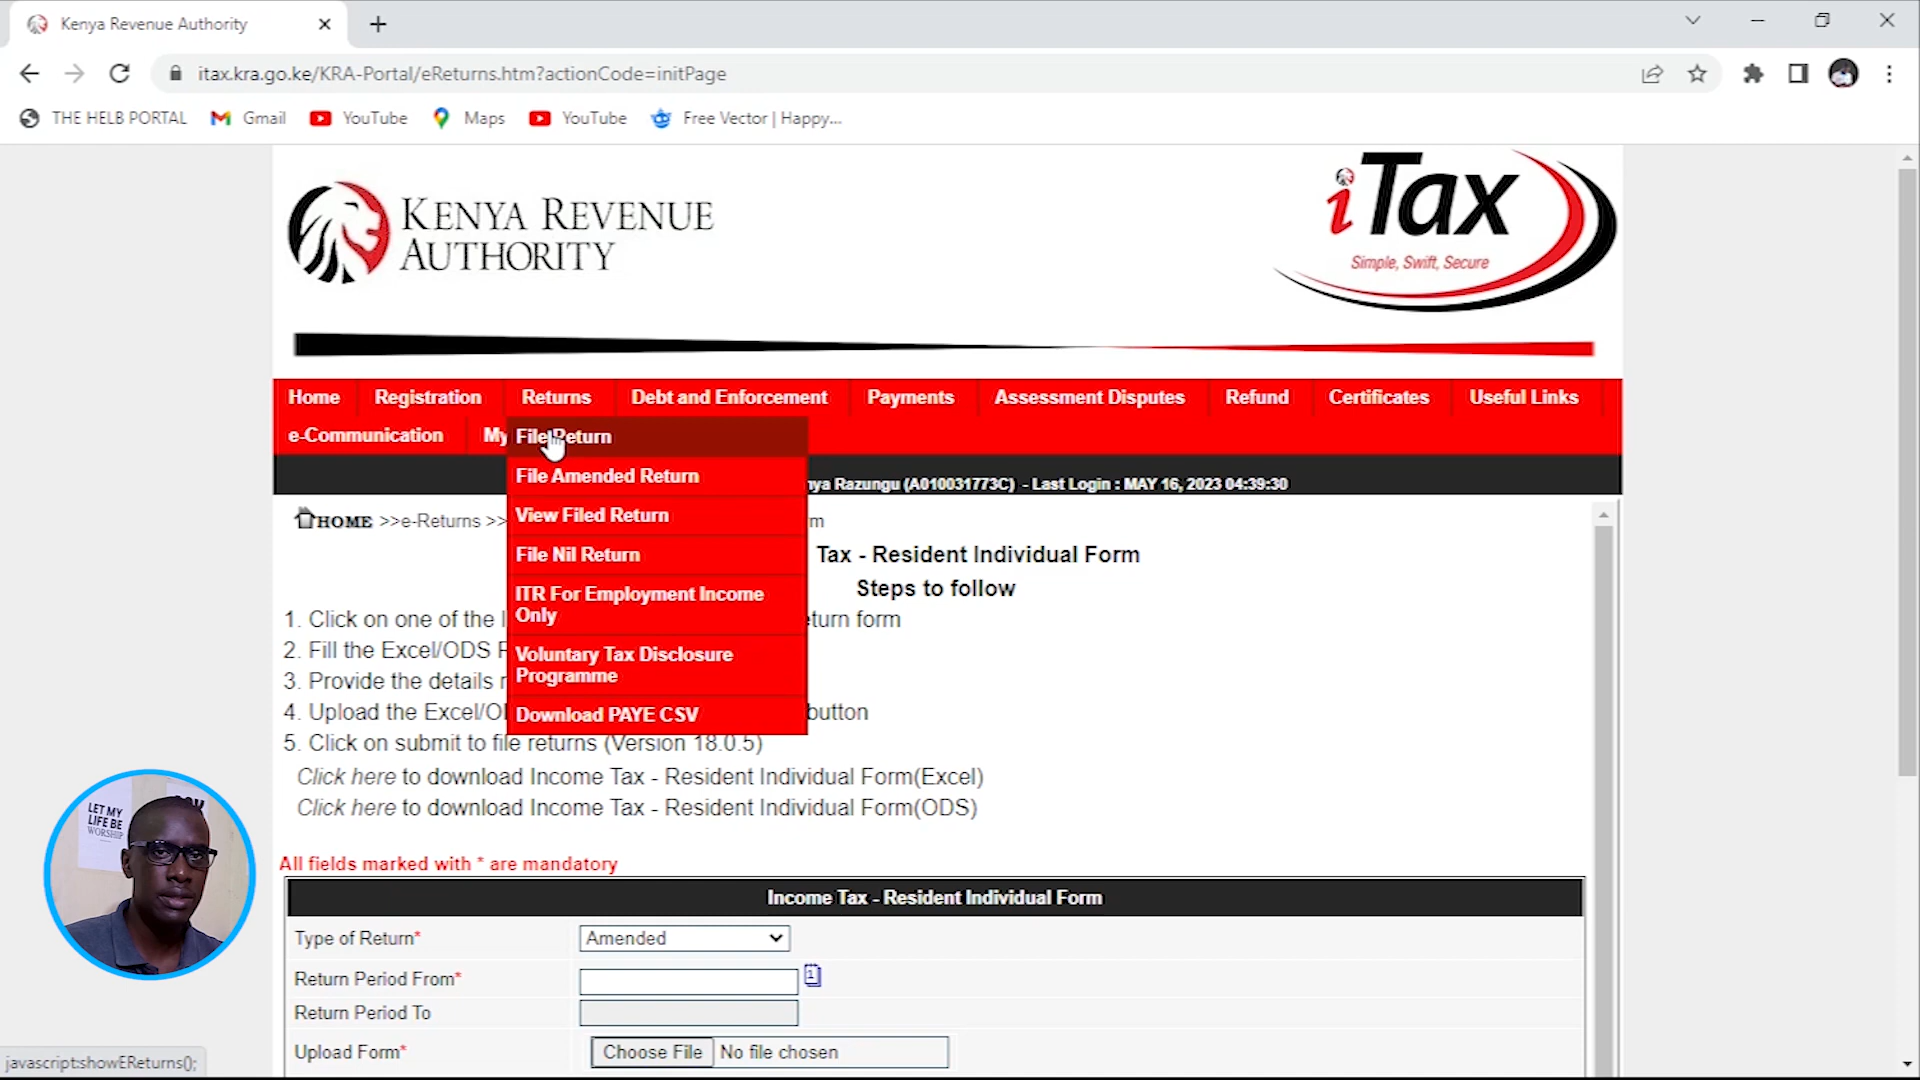 Kenya Revenue Authority
itax.kra.go.ke/KRA-Portal/eReturns.htm?actionCode=initPage
THE HELB PORTAL Gmail YouTube Maps YouTube Free Vector | Happy...
KENYA REVENUE
AUTHORITY
iTax
Simple, Swift, Secure
Home Registration Returns Debt and Enforcement Payments Assessment Disputes Refund Certificates Useful Links
e-Communication My
File Return
File Amended Return
View Filed Return
File Nil Return
ITR For Employment Income
Only
Voluntary Tax Disclosure
Programme
Download PAYE CSV
nya Razungu (A010031773C) - Last Login : MAY 16, 2023 04:39:30
HOME >>e-Returns >> m
Tax - Resident Individual Form
Steps to follow
1. Click on one of the turn form
2. Fill the Excel/ODS
3. Provide the details
4. Upload the Excel/O button
5. Click on submit to file returns (Version 18.0.5)
Click here to download Income Tax - Resident Individual Form(Excel)
Click here to download Income Tax - Resident Individual Form(ODS)
All fields marked with * are mandatory
Income Tax - Resident Individual Form
Type of Return* Amended
Return Period From*
Return Period To
Upload Form* Choose File No file chosen
LET MY
LIFE BE
WORSHIP
javascript:showEReturns();